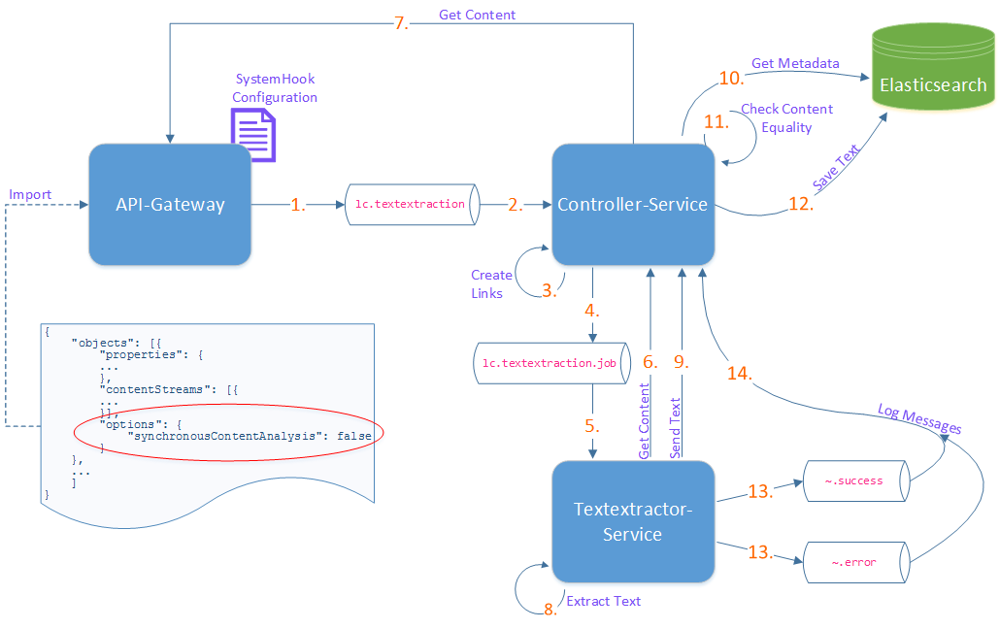 7.
Get Content
SystemHook
Configuration
Get Metadata
10.
Elasticsearch
11.
Check Content
Equality
Save Text
12.
Import
API-Gateway
1.
lc.textextraction
2.
Controller-Service
Create
Links
3.
4.
lc.textextraction.job
6.
9.
14.
5.
Get Content
Send Text
Log Messages
{
"objects": [{
"properties": {
...
},
"contentStreams": [{
...
}],
"options": {
"synchronousContentAnalysis": false
}
},
...
]
}
Textextractor-
Service
13.
~.success
13.
~.error
8.
Extract Text